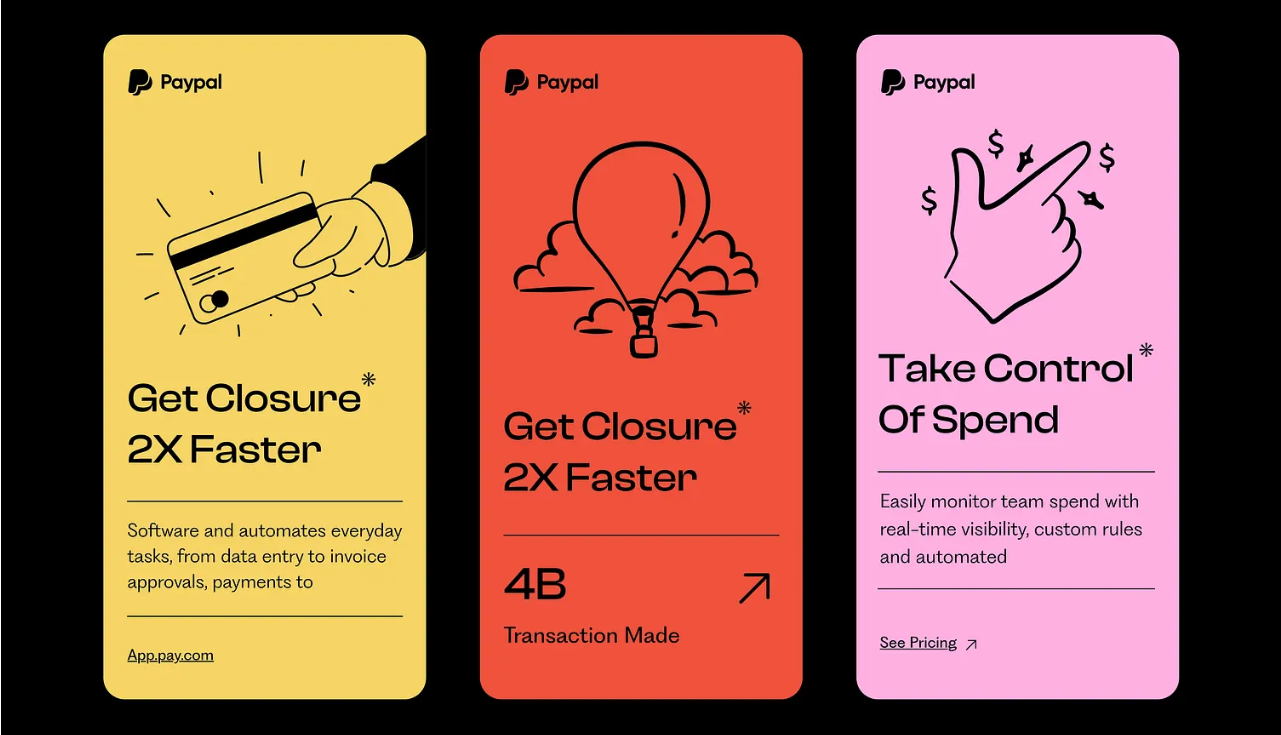 Paypal
Get Closure*
2X Faster
Software and automates everyday
tasks, from data entry to invoice
approvals, payments to
App.pay.com
Paypal
Get Closure*
2X Faster
4B
Transaction Made
Paypal
$ $ $
Take Control*
Of Spend
Easily monitor team spend with
real-time visibility, custom rules
and automated
See Pricing